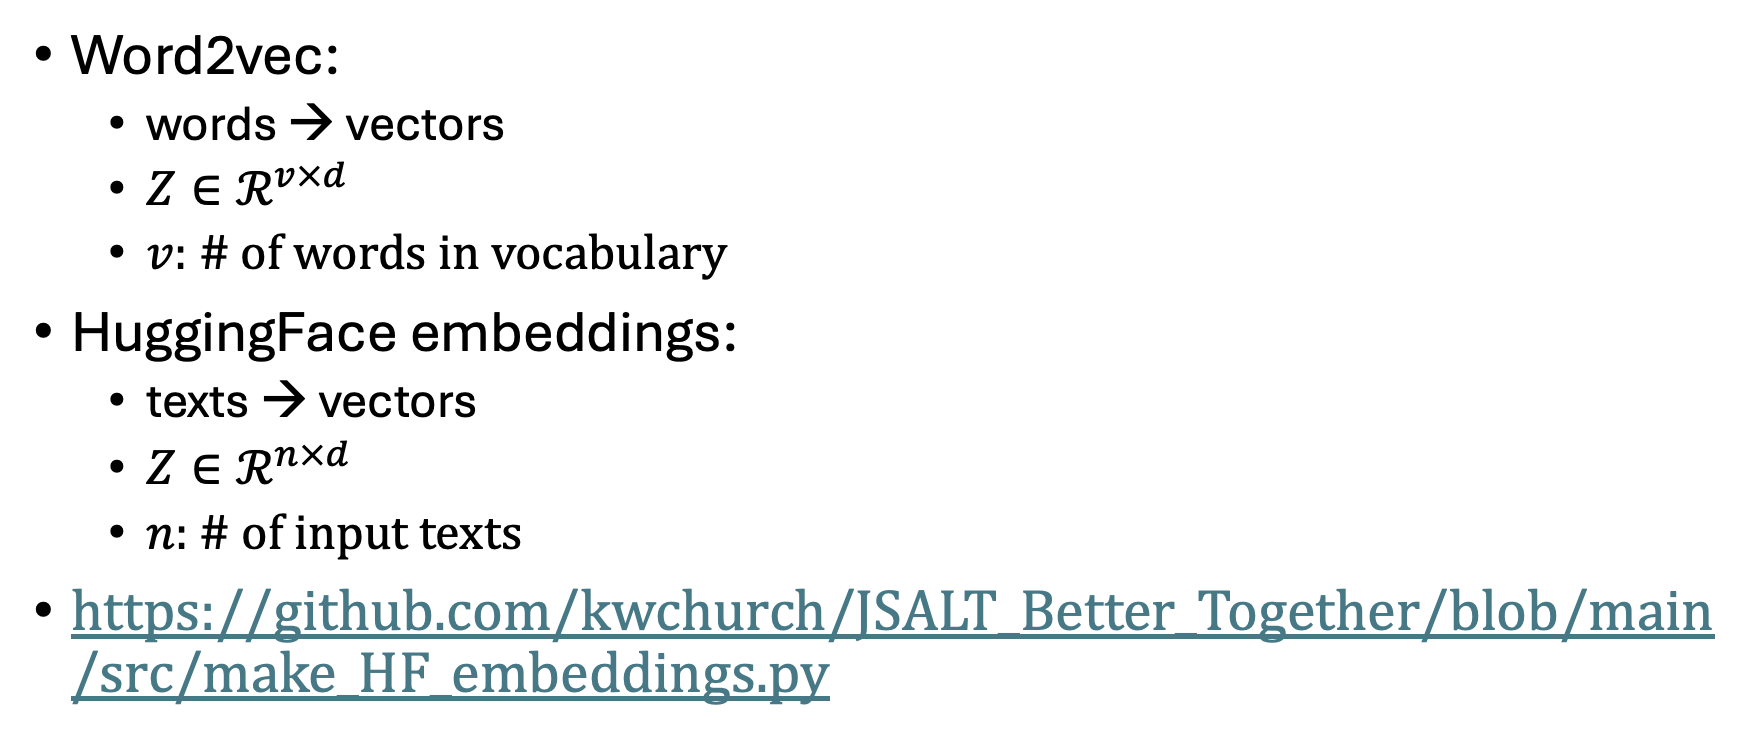 • Word2vec:
• words → vectors
• Z ∈ ℛ^{v×d}
• v: # of words in vocabulary
• HuggingFace embeddings:
• texts → vectors
• Z ∈ ℛ^{n×d}
• n: # of input texts
• https://github.com/kwchurch/JSALT_Better_Together/blob/main
/src/make_HF_embeddings.py